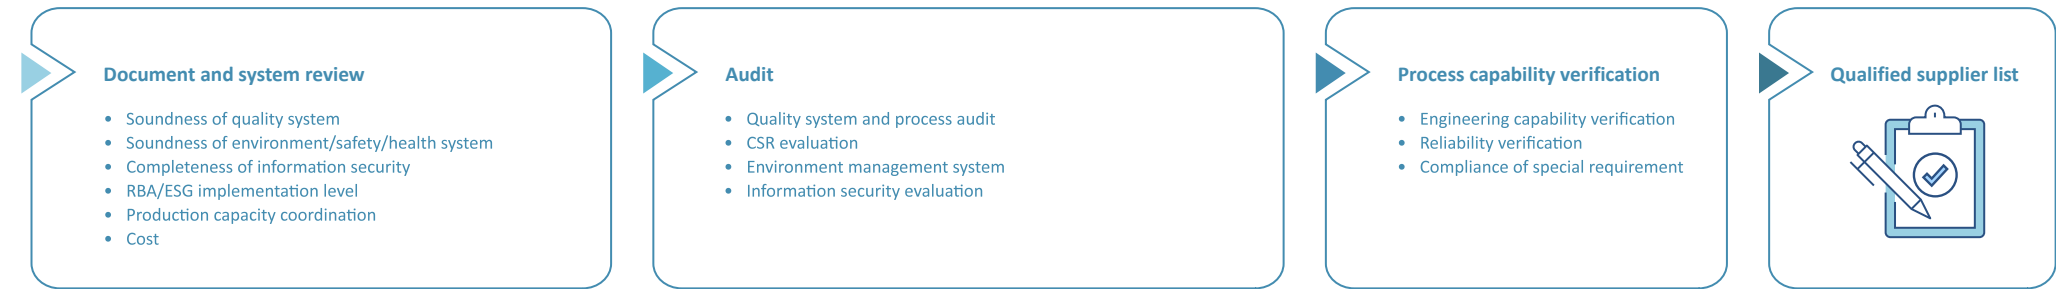 Document and system review
• Soundness of quality system
• Soundness of environment/safety/health system
• Completeness of information security
• RBA/ESG implementation level
• Production capacity coordination
• Cost
Audit
• Quality system and process audit
• CSR evaluation
• Environment management system
• Information security evaluation
Process capability verification
• Engineering capability verification
• Reliability verification
• Compliance of special requirement
Qualified supplier list